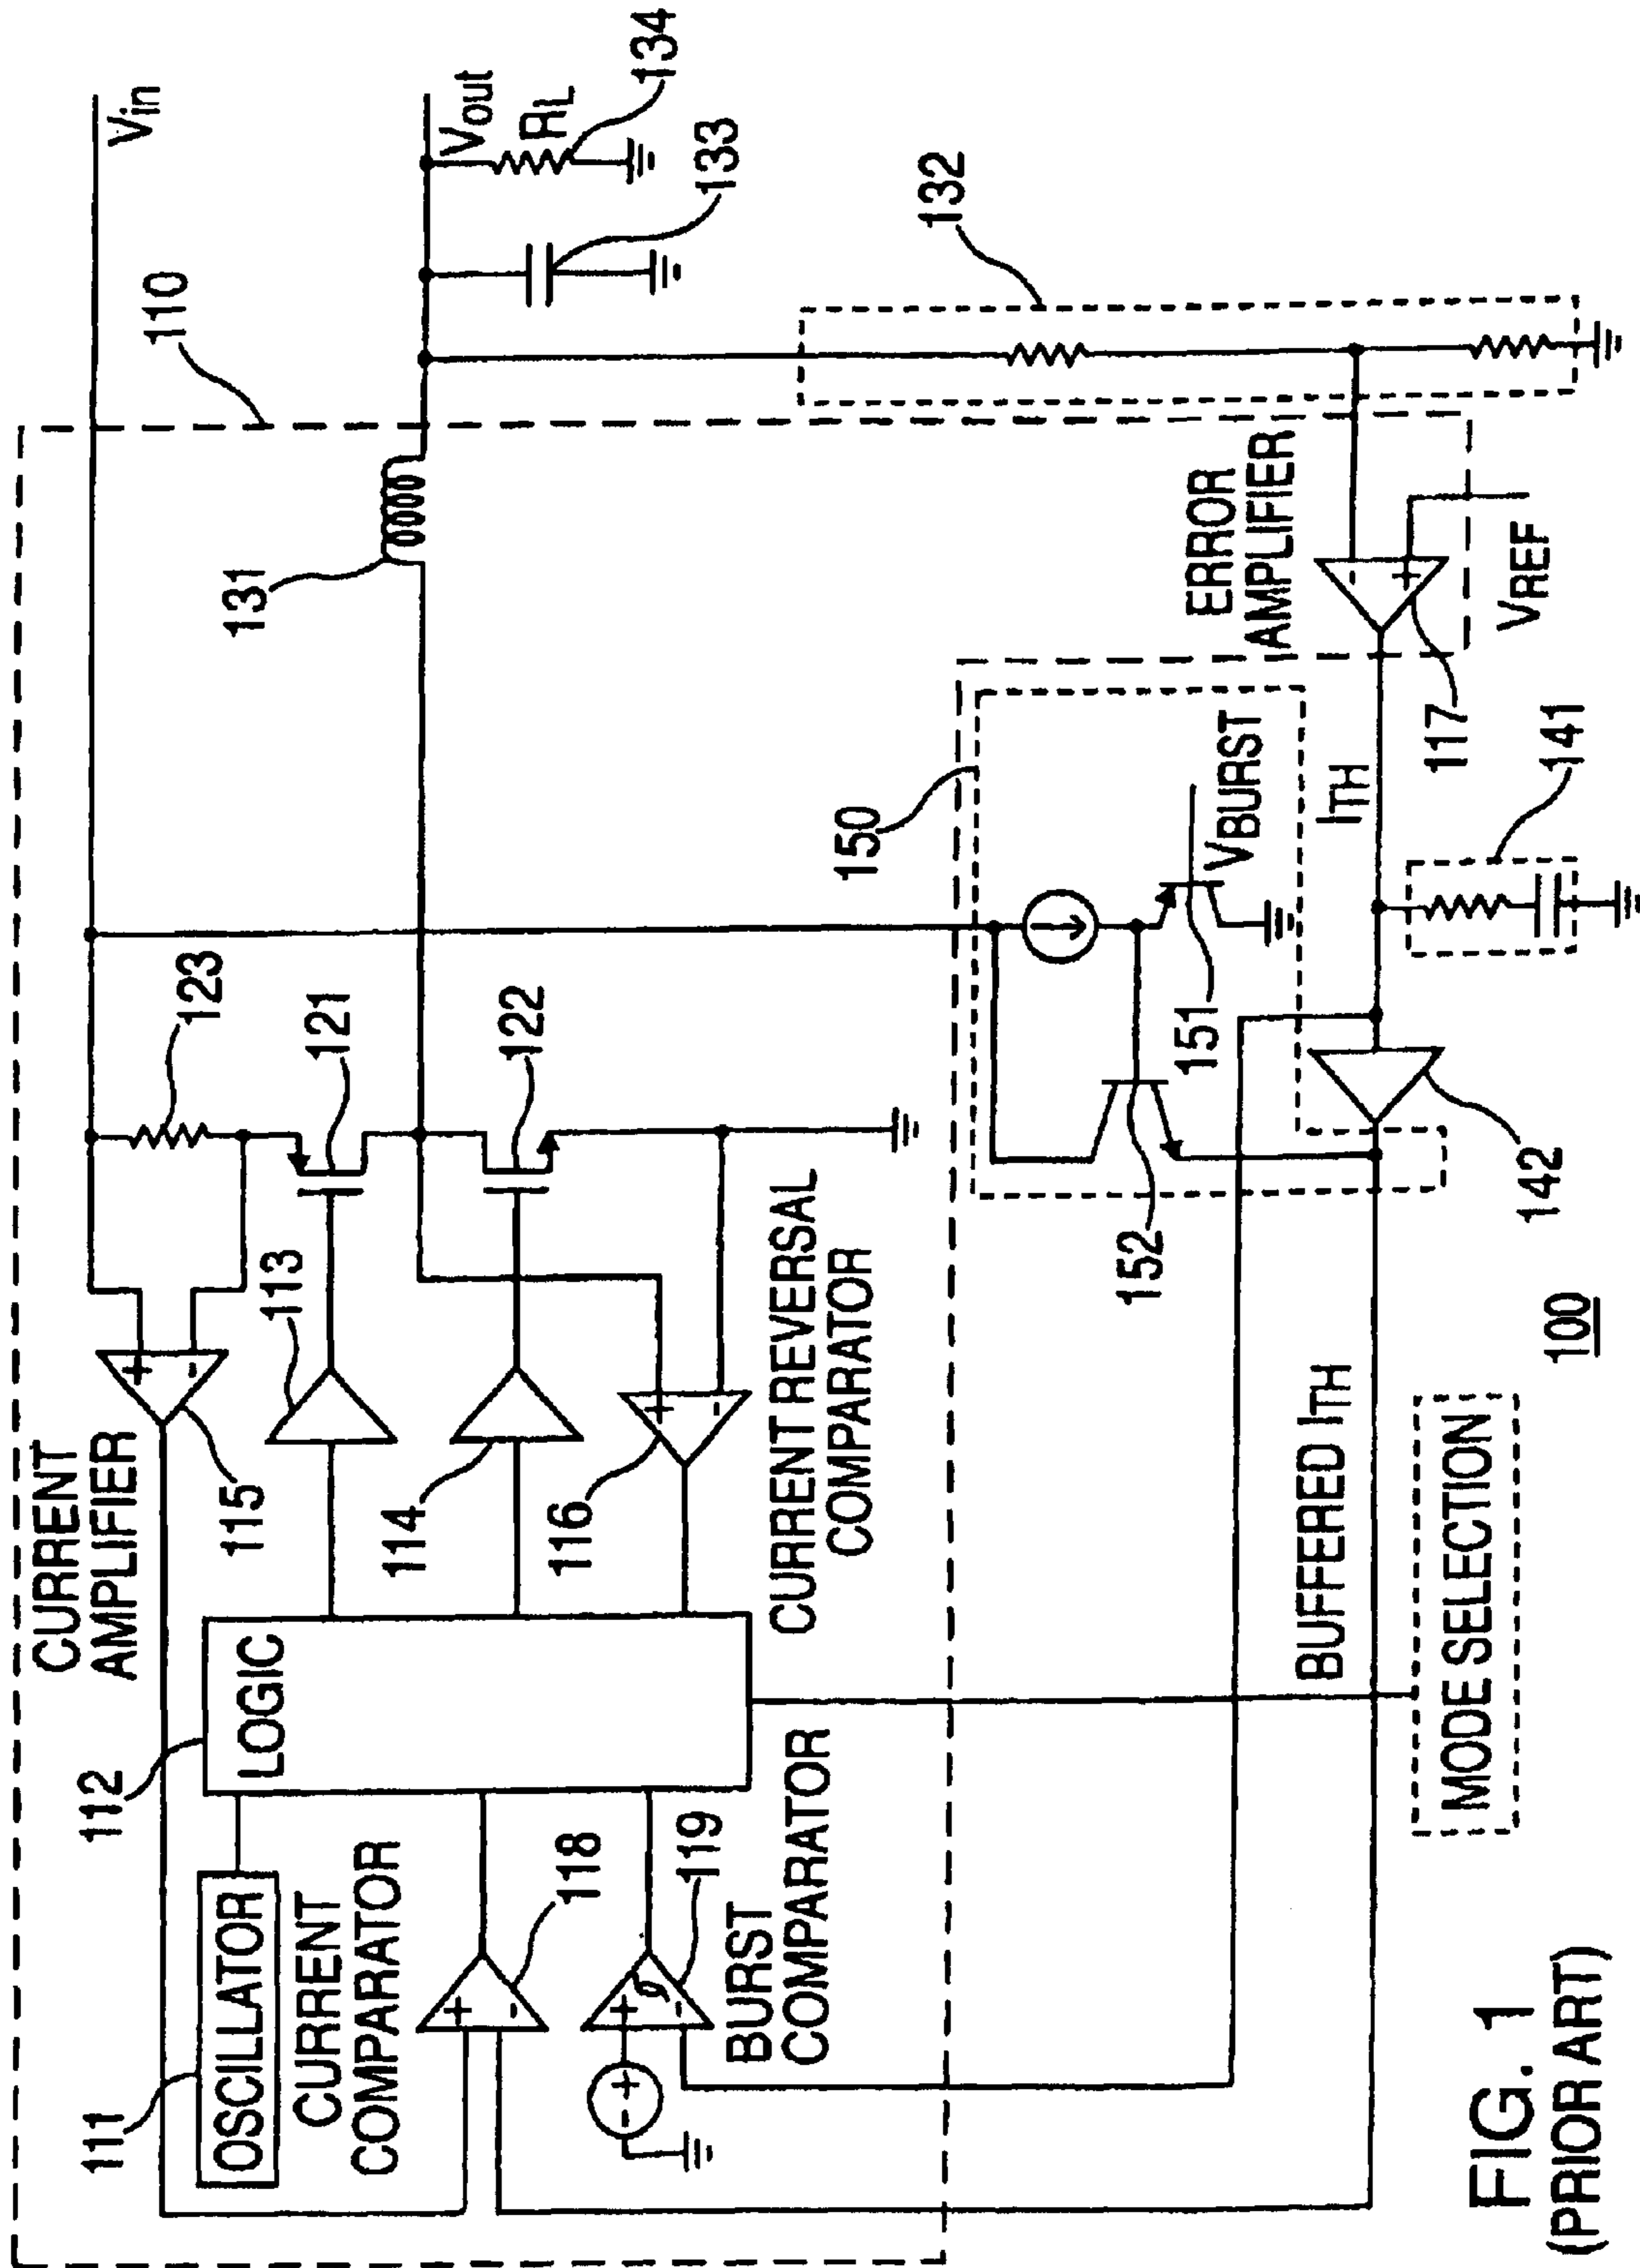 110
Vin
Vout
RL
134
133
132
131
123
121
122
CURRENT
AMPLIFIER
115
113
114
116
CURRENT REVERSAL
COMPARATOR
112
LOGIC
111
OSCILLATOR
CURRENT
COMPARATOR
118
119
BURST
COMPARATOR
+
-
+
-
+
-
+
-
+
-
150
VBURST
151
152
ERROR
AMPLIFIER
-
+
117
VREF
ITH
141
142
BUFFERED ITH
MODE SELECTION
100
FIG. 1
(PRIOR ART)